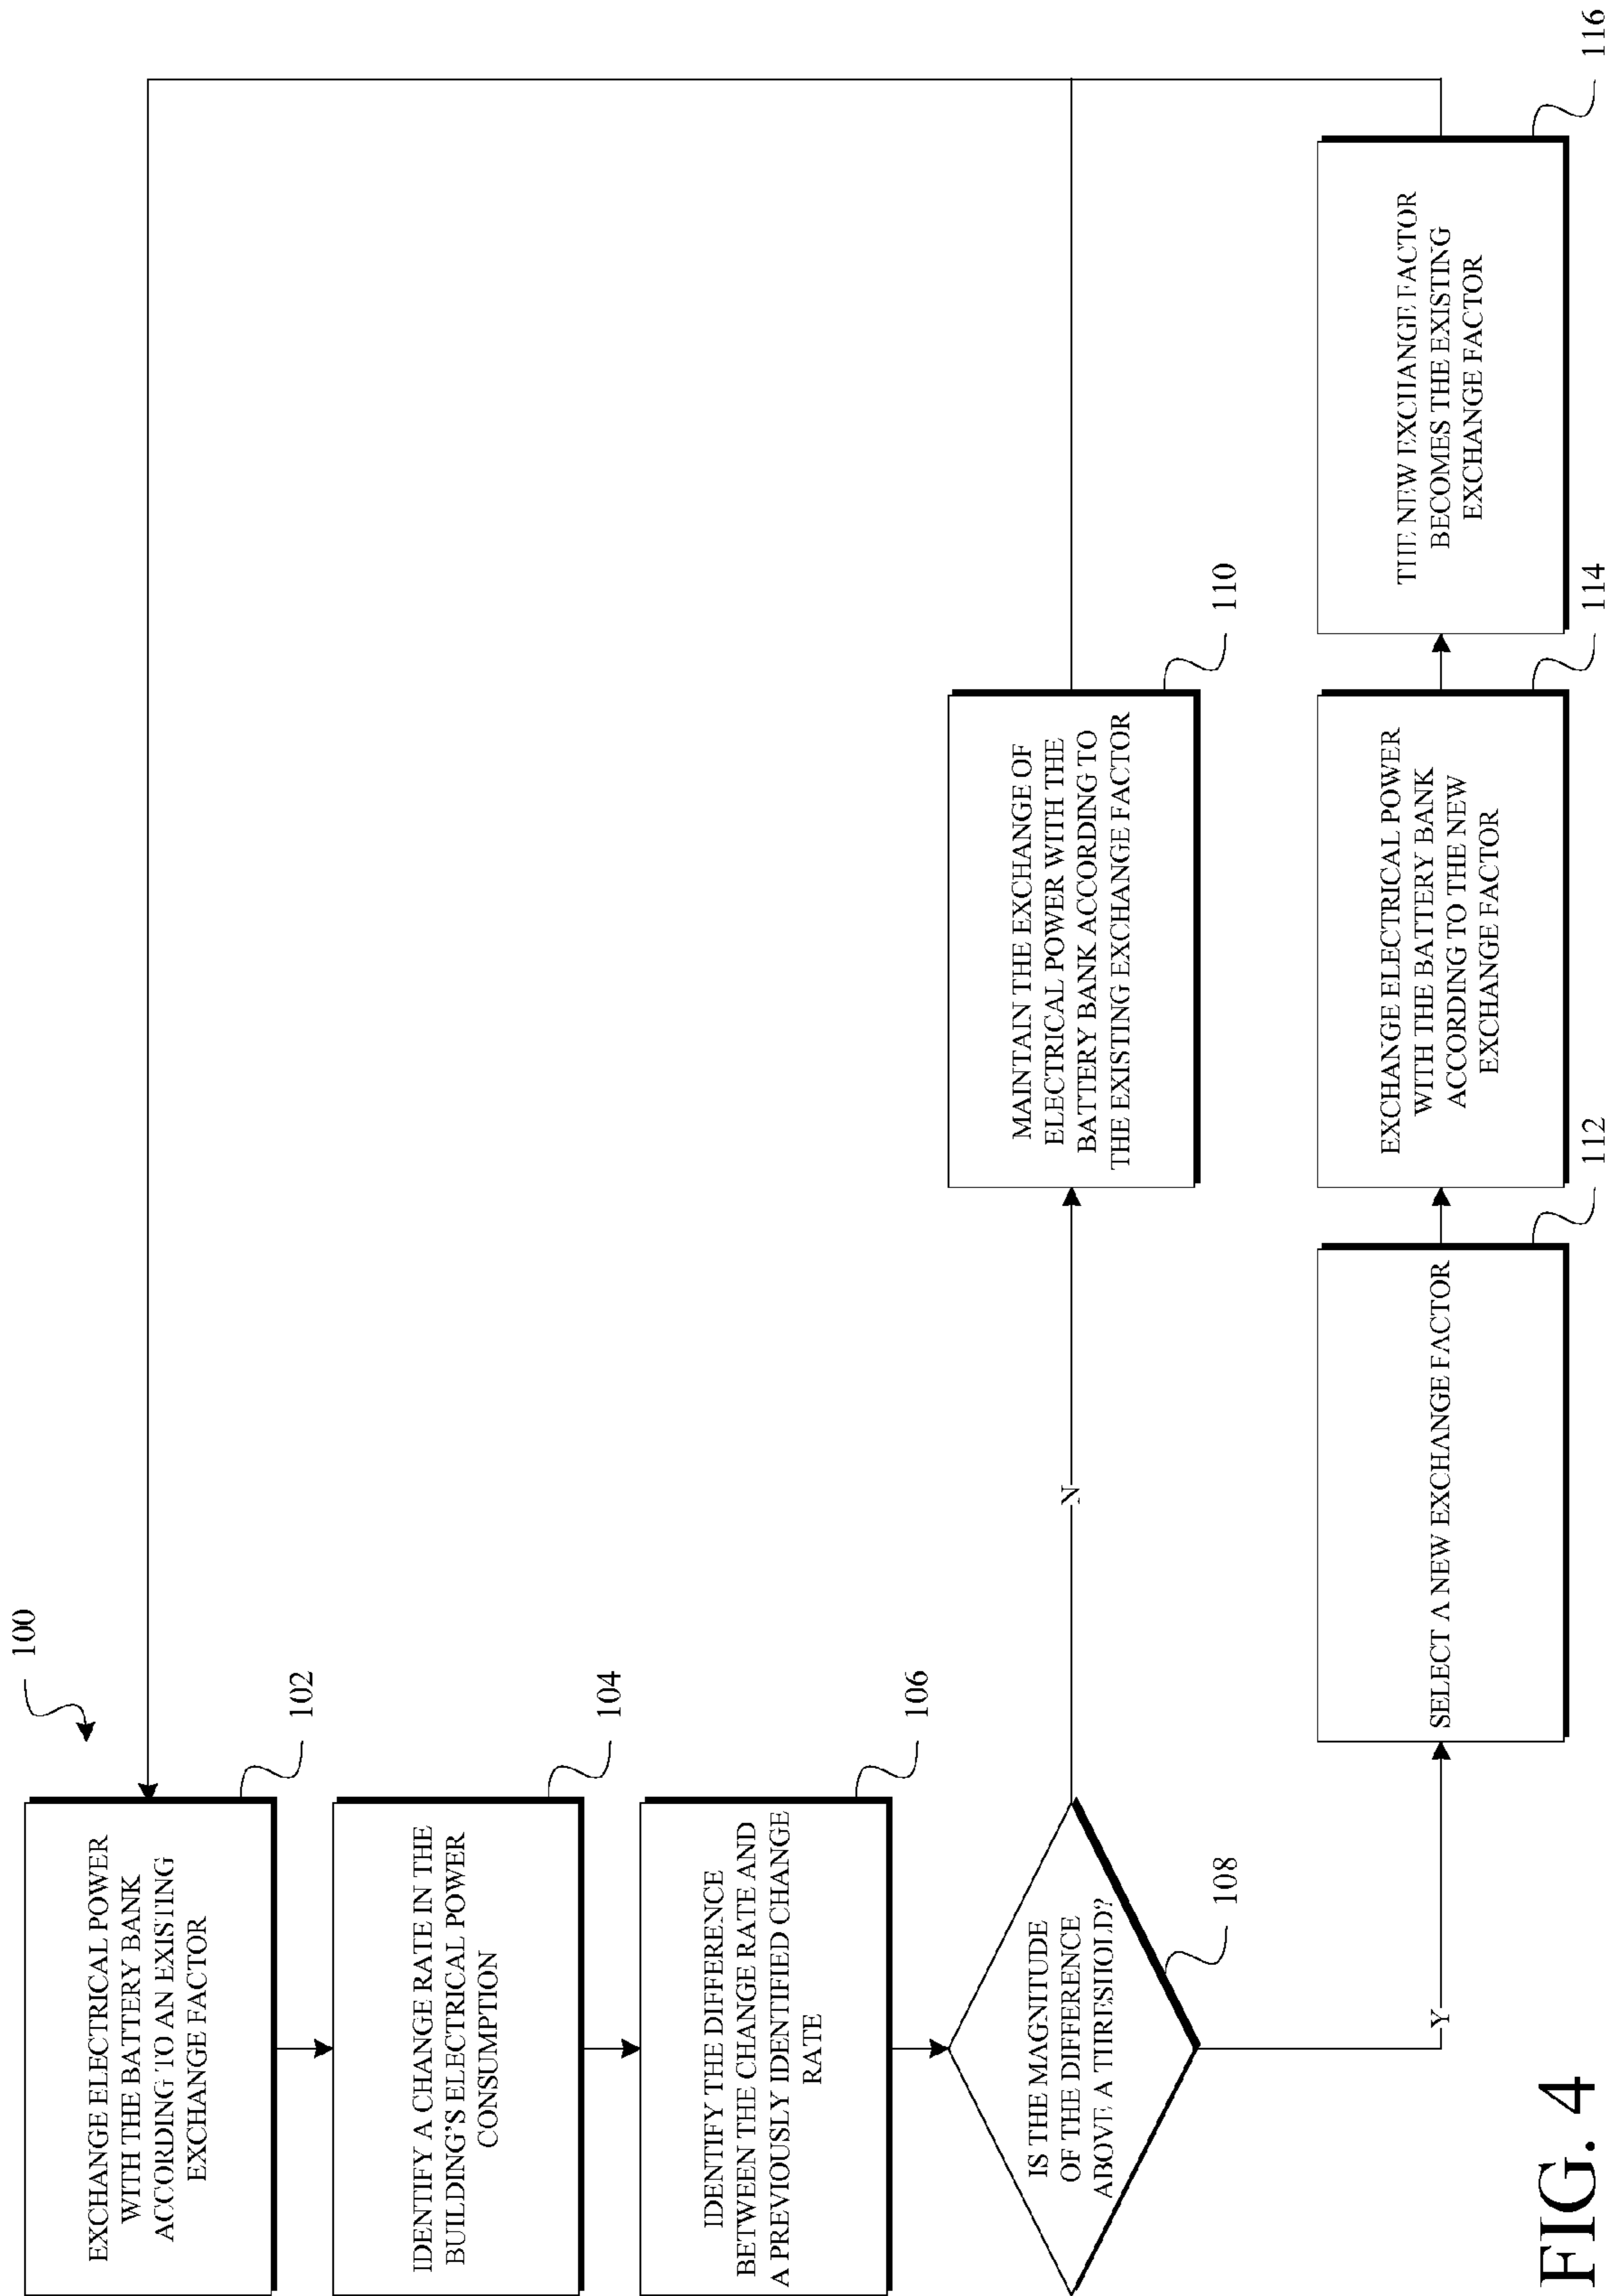 100
EXCHANGE ELECTRICAL POWER
WITH THE BATTERY BANK
ACCORDING TO AN EXISTING
EXCHANGE FACTOR
102
IDENTIFY A CHANGE RATE IN THE
BUILDING'S ELECTRICAL POWER
CONSUMPTION
104
IDENTIFY THE DIFFERENCE
BETWEEN THE CHANGE RATE AND
A PREVIOUSLY IDENTIFIED CHANGE
RATE
106
IS THE MAGNITUDE
OF THE DIFFERENCE
ABOVE A THRESHOLD?
108
N
MAINTAIN THE EXCHANGE OF
ELECTRICAL POWER WITH THE
BATTERY BANK ACCORDING TO
THE EXISTING EXCHANGE FACTOR
110
Y
SELECT A NEW EXCHANGE FACTOR
112
EXCHANGE ELECTRICAL POWER
WITH THE BATTERY BANK
ACCORDING TO THE NEW
EXCHANGE FACTOR
114
THE NEW EXCHANGE FACTOR
BECOMES THE EXISTING
EXCHANGE FACTOR
116
FIG. 4